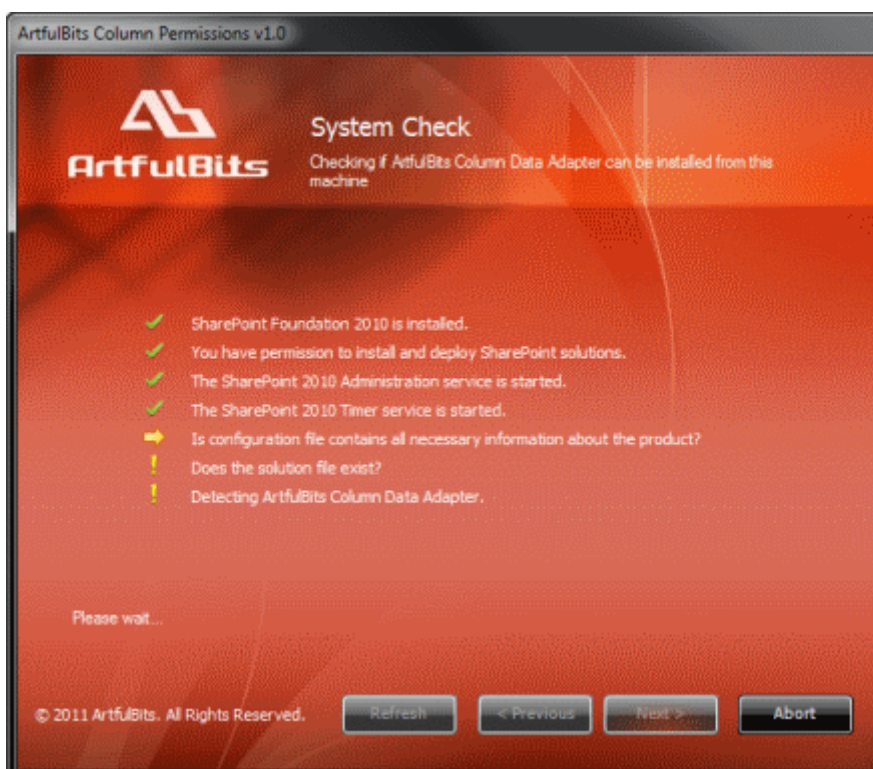 ArtfulBits Column Permissions v1.0
ArtfulBits
System Check
Checking if ArtfulBits Column Data Adapter can be installed from this
machine
SharePoint Foundation 2010 is installed.
You have permission to install and deploy SharePoint solutions.
The SharePoint 2010 Administration service is started.
The SharePoint 2010 Timer service is started.
Is configuration file contains all necessary information about the product?
Does the solution file exist?
Detecting ArtfulBits Column Data Adapter.
Please wait...
© 2011 ArtfulBits. All Rights Reserved.
Refresh
< Previous
Next >
Abort